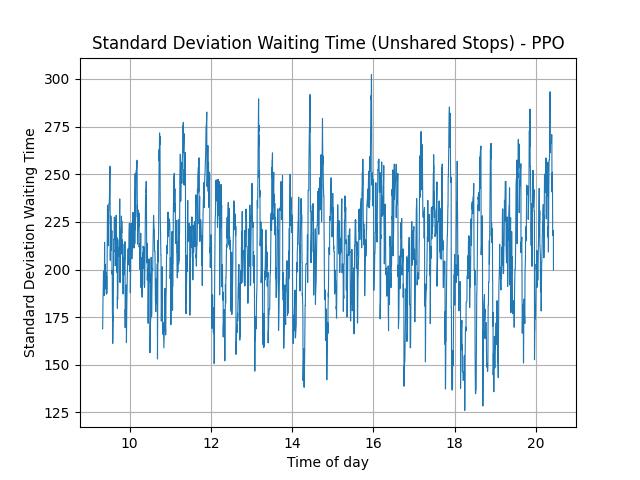 Standard Deviation Waiting Time (Unshared Stops) - PPO
Standard Deviation Waiting Time
300
275
250
225
200
175
150
125
10 12 14 16 18 20
Time of day